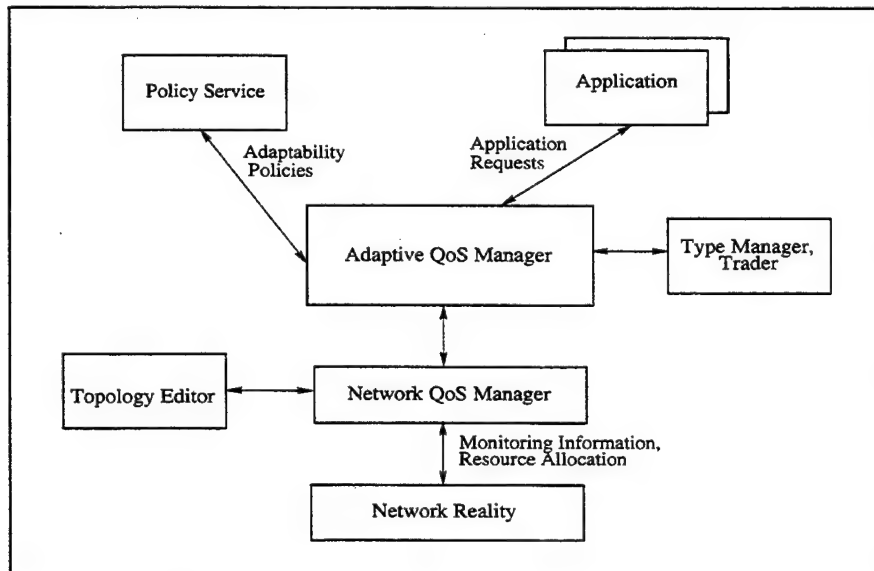 Policy Service
Application
Adaptability
Policies
Application
Requests
Adaptive QoS Manager
Type Manager,
Trader
Topology Editor
Network QoS Manager
Monitoring Information,
Resource Allocation
Network Reality